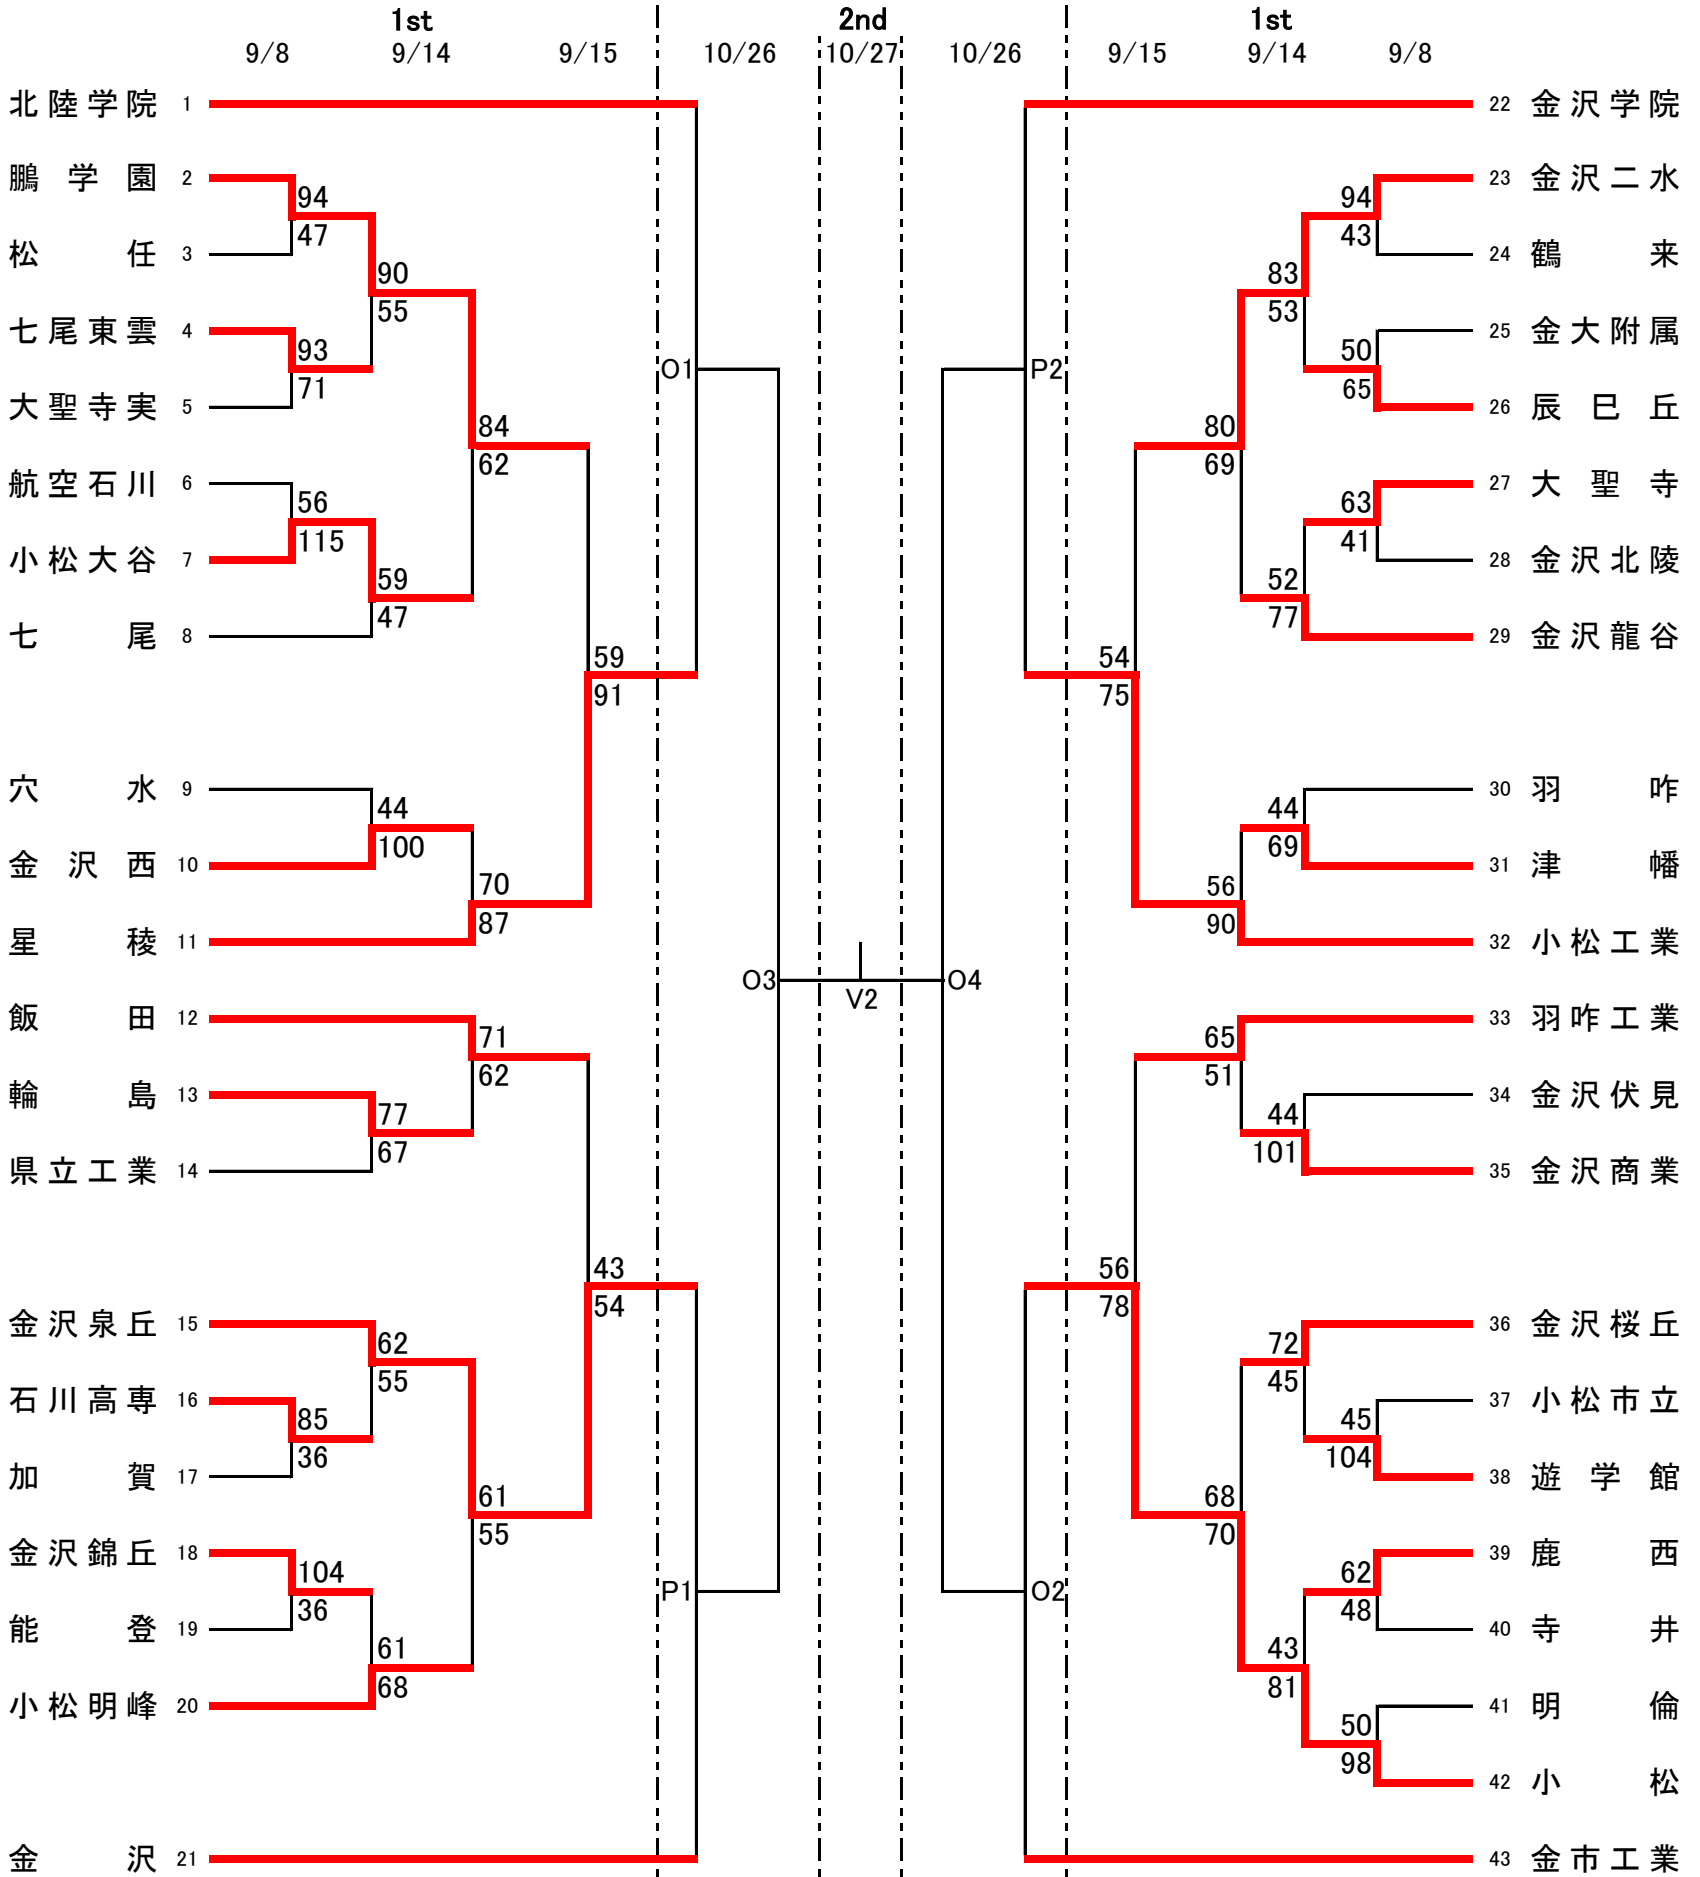 1st 2nd 1st
9/8 9/14 9/15 10/26 10/27 10/26 9/15 9/14 9/8
北陸学院 1 22 金沢学院
鵬学園 2 23 金沢二水
94 94
47 43
松任 3 24 鶴来
90 83
55 53
七尾東雲 4 25 金大附属
93 50
O1 P2
71 65
大聖寺実 5 26 辰巳丘
84 80
62 69
航空石川 6 27 大聖寺
56 63
115 41
小松大谷 7 28 金沢北陵
59 52
47 77
七尾 8 29 金沢龍谷
59 54
91 75
穴水 9 30 羽咋
44 44
100 69
金沢西 10 31 津幡
70 56
87 90
星稜 11 32 小松工業
O3 O4
V2
飯田 12 33 羽咋工業
71 65
62 51
輪島 13 34 金沢伏見
77 44
67 101
県立工業 14 35 金沢商業
43 56
54 78
金沢泉丘 15 36 金沢桜丘
62 72
55 45
石川高専 16 37 小松市立
85 45
36 104
加賀 17 38 遊学館
61 68
55 70
金沢錦丘 18 39 鹿西
104 62
P1 O2
36 48
能登 19 40 寺井
61 43
68 81
小松明峰 20 41 明倫
50
98
42 小松
金沢 21 43 金市工業